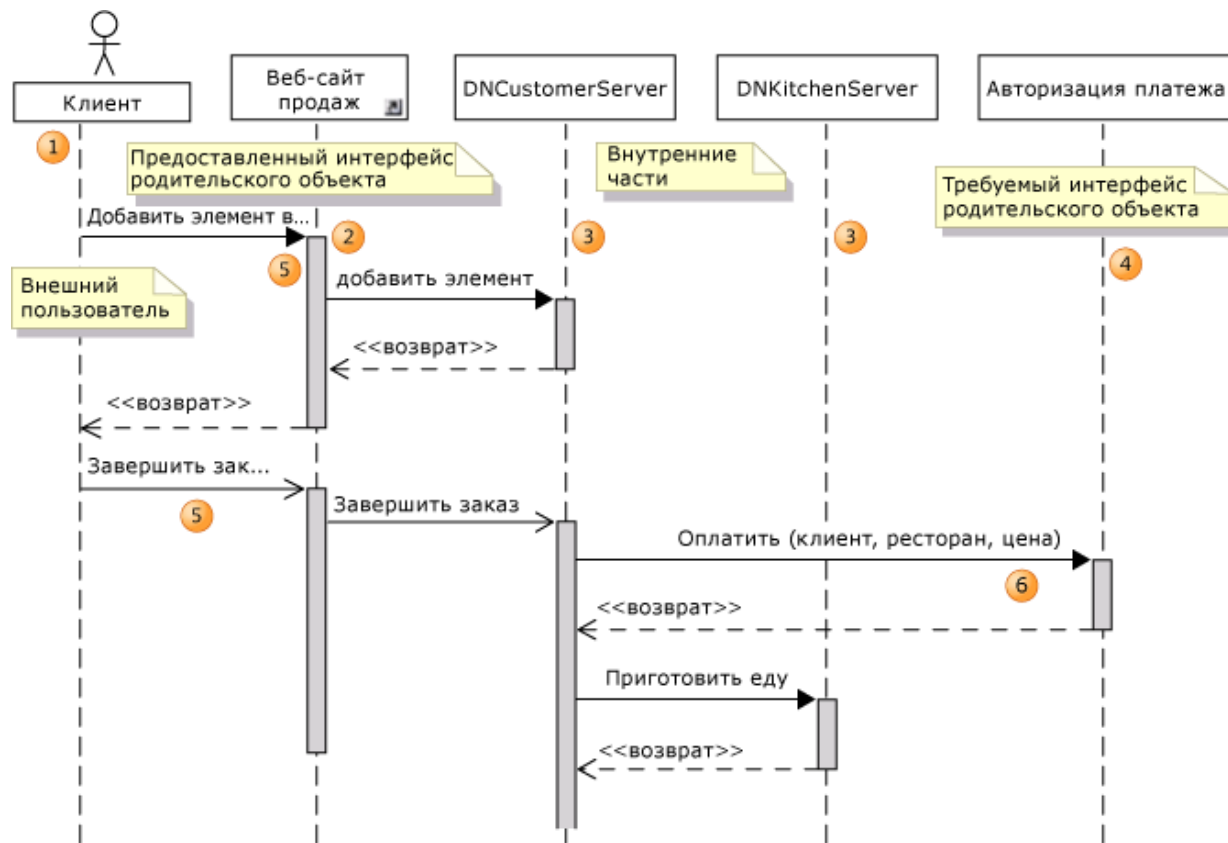 Клиент
Веб-сайт
продаж
DNCustomerServer
DNKitchenServer
Авторизация платежа
1
Предоставленный интерфейс
родительского объекта
Внутренние
части
Требуемый интерфейс
родительского объекта
Добавить элемент в...
2
3
3
4
5
Внешний
пользователь
добавить элемент
<<возврат>>
<<возврат>>
Завершить зак...
5
Завершить заказ
Оплатить (клиент, ресторан, цена)
6
<<возврат>>
Приготовить еду
<<возврат>>